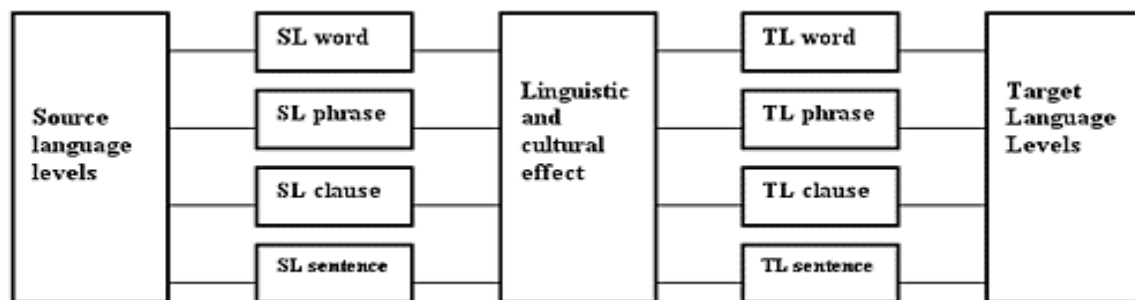 Source
language
levels
SL word
SL phrase
SL clause
SL sentence
Linguistic
and
cultural
effect
TL word
TL phrase
TL clause
TL sentence
Target
Language
Levels